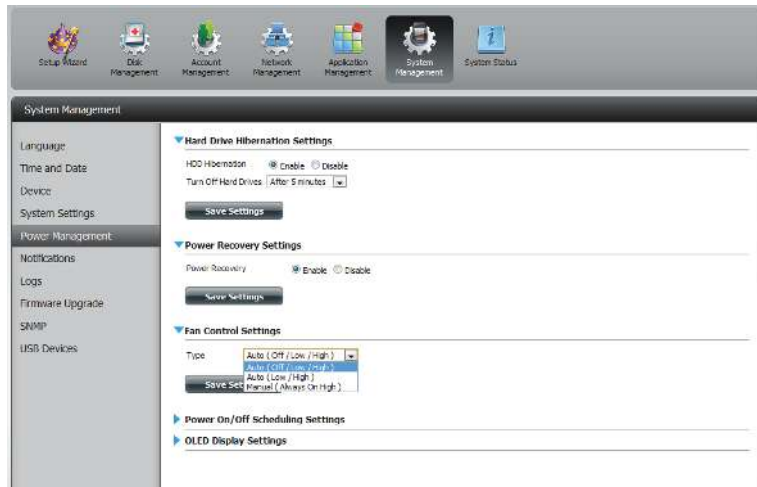 Setup Wizard
Disk Management
Account Management
Network Management
Application Management
System Management
System Status
System Management
Language
Time and Date
Device
System Settings
Power Management
Notifications
Logs
Firmware Upgrade
SNMP
USB Devices
Hard Drive Hibernation Settings
HDD Hibernation Enable Disable
Turn Off Hard Drives After 5 minutes
Save Settings
Power Recovery Settings
Power Recovery Enable Disable
Save Settings
Fan Control Settings
Type Auto ( Off / Low / High )
Auto ( Off / Low / High )
Auto ( Low / High )
Manual ( Always On High )
Save Set
Power On/Off Scheduling Settings
OLED Display Settings